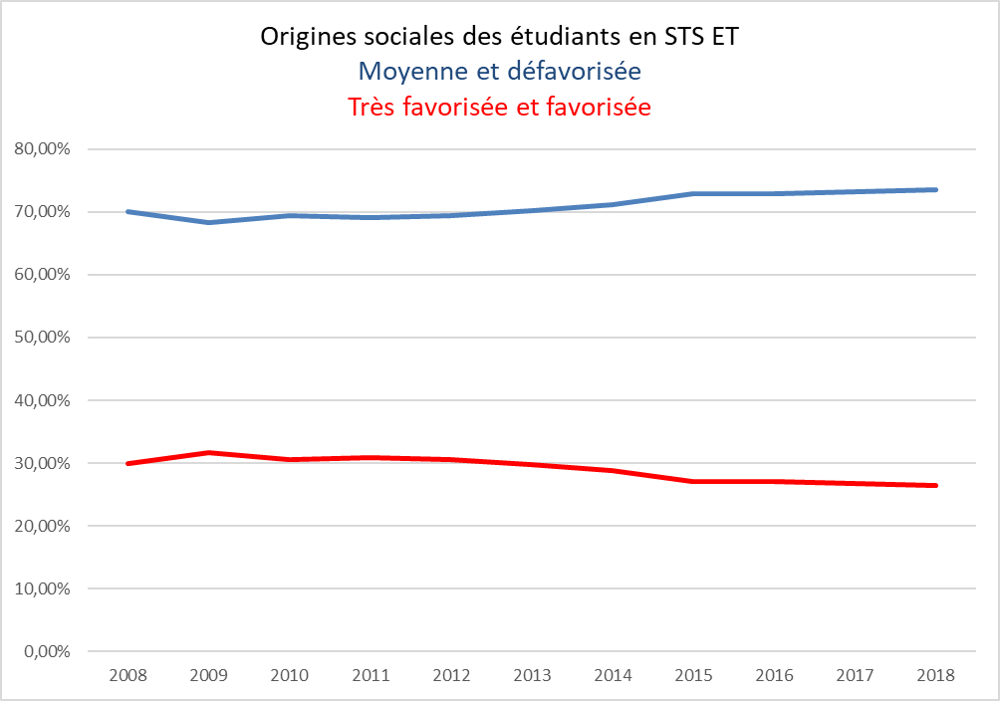 Origines sociales des étudiants en STS ET
Moyenne et défavorisée
Très favorisée et favorisée
80,00%
70,00%
60,00%
50,00%
40,00%
30,00%
20,00%
10,00%
0,00%
2008 2009 2010 2011 2012 2013 2014 2015 2016 2017 2018